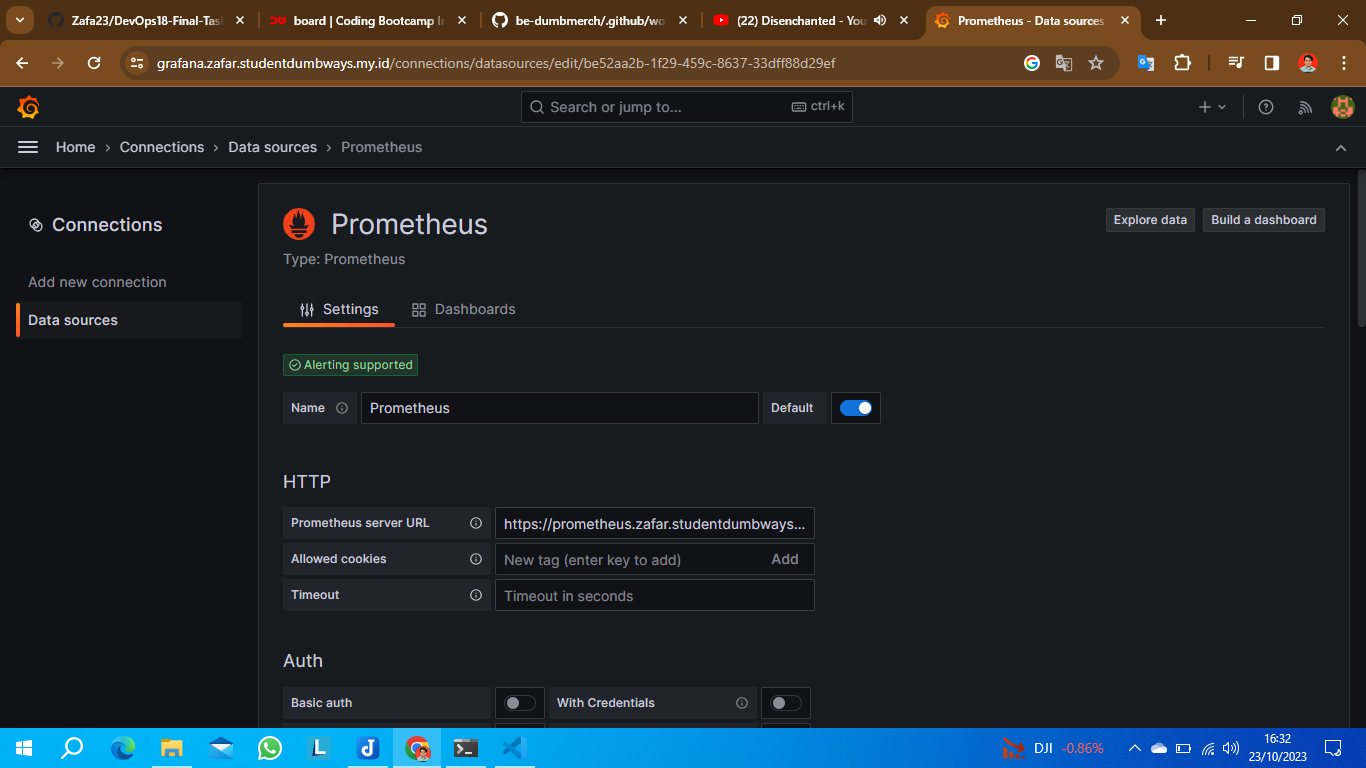 Zafa23/DevOps18-Final-Tas
board | Coding Bootcamp I
be-dumbmerch/.github/wo
(22) Disenchanted - You
Prometheus - Data sources
grafana.zafar.studentdumbways.my.id/connections/datasources/edit/be52aa2b-1f29-459c-8637-33dff88d29ef
Search or jump to... ctrl+k
Home › Connections › Data sources › Prometheus
Connections
Add new connection
Data sources
Prometheus
Type: Prometheus
Explore data
Build a dashboard
Settings
Dashboards
Alerting supported
Name
Prometheus
Default
HTTP
Prometheus server URL
https://prometheus.zafar.studentdumbways...
Allowed cookies
New tag (enter key to add)
Add
Timeout
Timeout in seconds
Auth
Basic auth
With Credentials
DJI -0.86%
16:32
23/10/2023